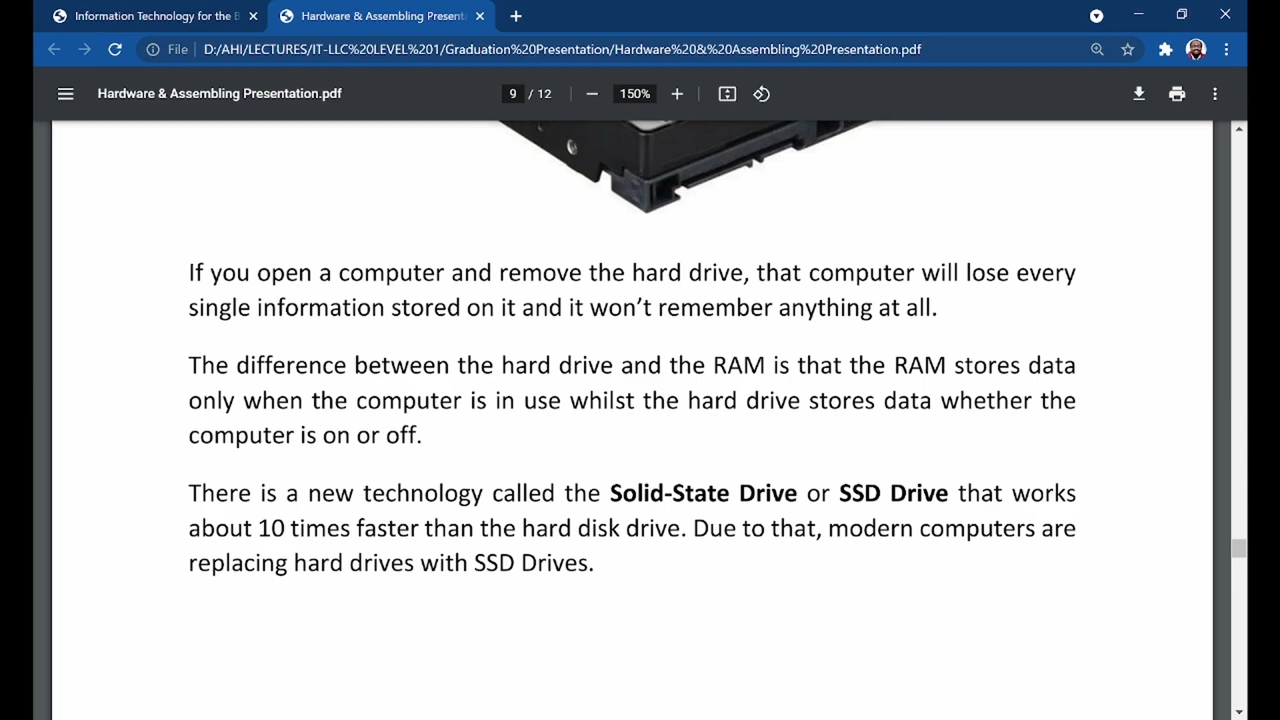 Information Technology for the B
Hardware & Assembling Present
File
D:/AHI/LECTURES/IT-LLC%20LEVEL%201/Graduation%20Presentation/Hardware%20&%20Assembling%20Presentation.pdf
Hardware & Assembling Presentation.pdf
9 / 12
150%
If you open a computer and remove the hard drive, that computer will lose every
single information stored on it and it won’t remember anything at all.
The difference between the hard drive and the RAM is that the RAM stores data
only when the computer is in use whilst the hard drive stores data whether the
computer is on or off.
There is a new technology called the Solid-State Drive or SSD Drive that works
about 10 times faster than the hard disk drive. Due to that, modern computers are
replacing hard drives with SSD Drives.